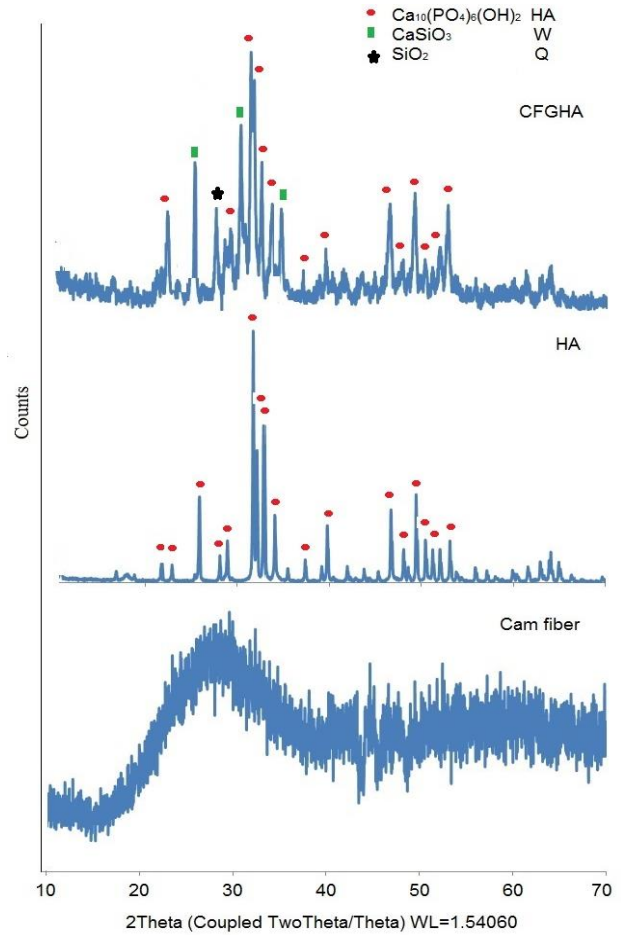 Ca₁₀(PO₄)₆(OH)₂ HA
CaSiO₃ W
SiO₂ Q
CFGHA
HA
Cam fiber
Counts
10 20 30 40 50 60 70
2Theta (Coupled TwoTheta/Theta) WL=1.54060